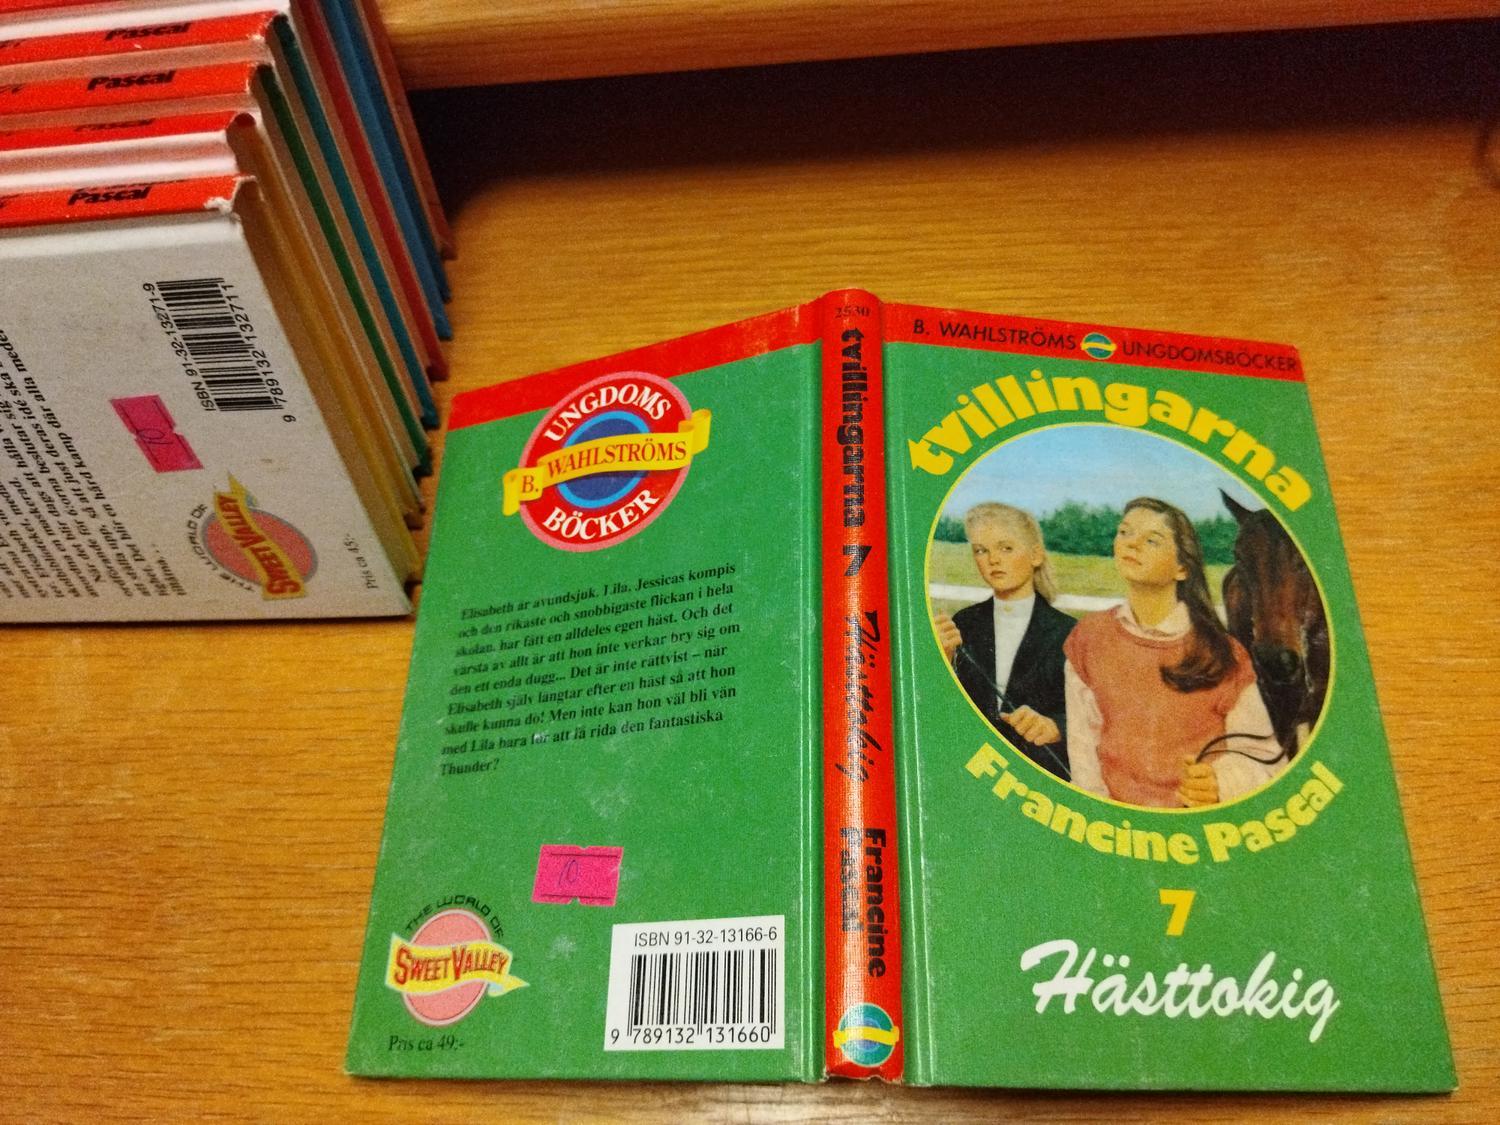 Pascal
Pascal
Pascal
Pascal
ISBN 91-32-13271-9
9 789132 132711
10
THE WORLD OF
SWEET VALLEY
Pris ca 45:-
UNGDOMS
B. WAHLSTRÖMS
BÖCKER
Elisabeth är avundsjuk. Lila, Jessicas kompis
och den rikaste och snobbigaste flickan i hela
skolan, har fått en alldeles egen häst. Och det
värsta av allt är att hon inte verkar bry sig om
den ett enda dugg... Det är inte rättvist – när
Elisabeth själv längtar efter en häst så att hon
skulle kunna dö! Men inte kan hon väl bli vän
med Lila bara för att få rida den fantastiska
Thunder?
10
THE WORLD OF
SWEET VALLEY
Pris ca 49:-
ISBN 91-32-13166-6
9 789132 131660
2530
tvillingarna 7 Hästtokig Francine Pascal
B. WAHLSTRÖMS UNGDOMSBÖCKER
tvillingarna
Francine Pascal
7
Hästtokig